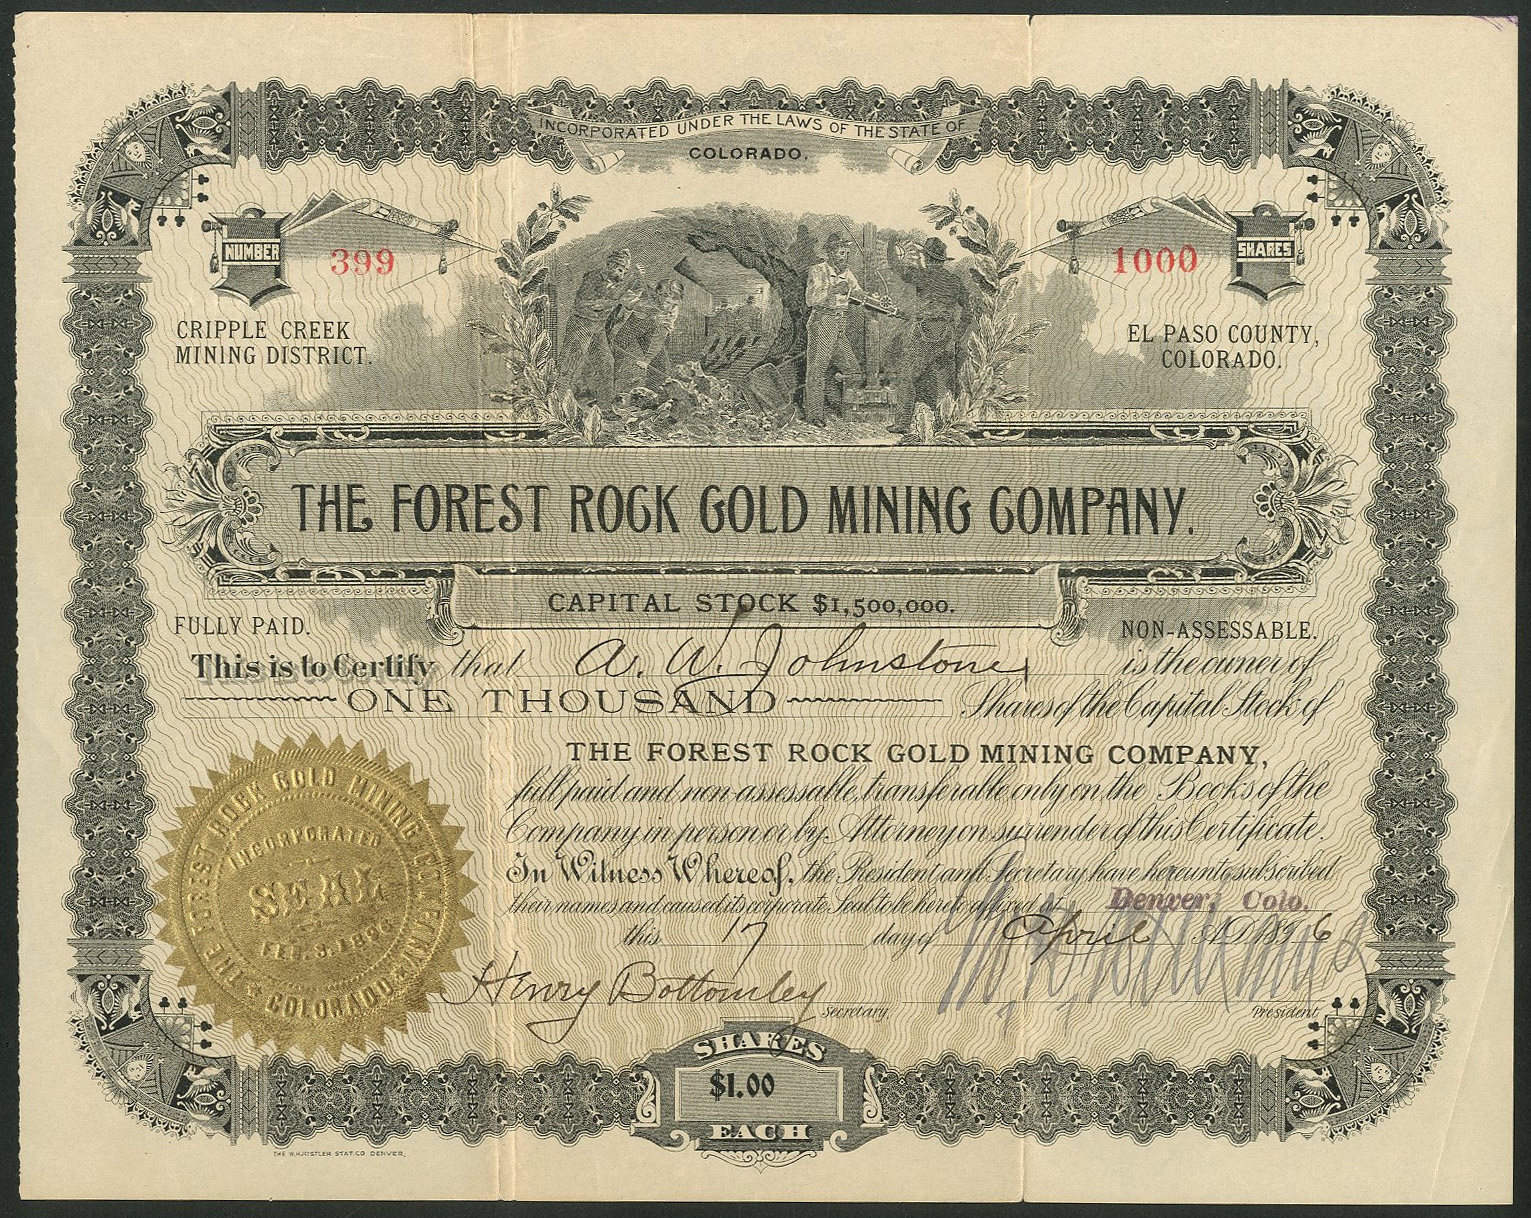 INCORPORATED UNDER THE LAWS OF THE STATE OF
COLORADO.
NUMBER 399
1000 SHARES
CRIPPLE CREEK
MINING DISTRICT.
EL PASO COUNTY,
COLORADO.
THE FOREST ROCK GOLD MINING COMPANY.
CAPITAL STOCK $1,500,000.
FULLY PAID.
NON-ASSESSABLE.
This is to Certify that A. W. Johnstone, is the owner of
ONE THOUSAND Shares of the Capital Stock of
THE FOREST ROCK GOLD MINING COMPANY,
full paid and non-assessable, transferable only on the Books of the
Company in person or by Attorney on surrender of this Certificate.
In Witness Whereof, the President and Secretary have hereunto subscribed
their names and caused its corporate Seal to be hereto affixed at Denver, Colo.
this 17 day of April A.D. 1896
Henry Bottomley Secretary.
President.
THE FOREST ROCK GOLD MINING COMPANY
INCORPORATED
SEAL
FEB. 3. 1896
COLORADO
SHARES
$1.00
EACH
THE W.H.KISTLER STAT. CO DENVER.